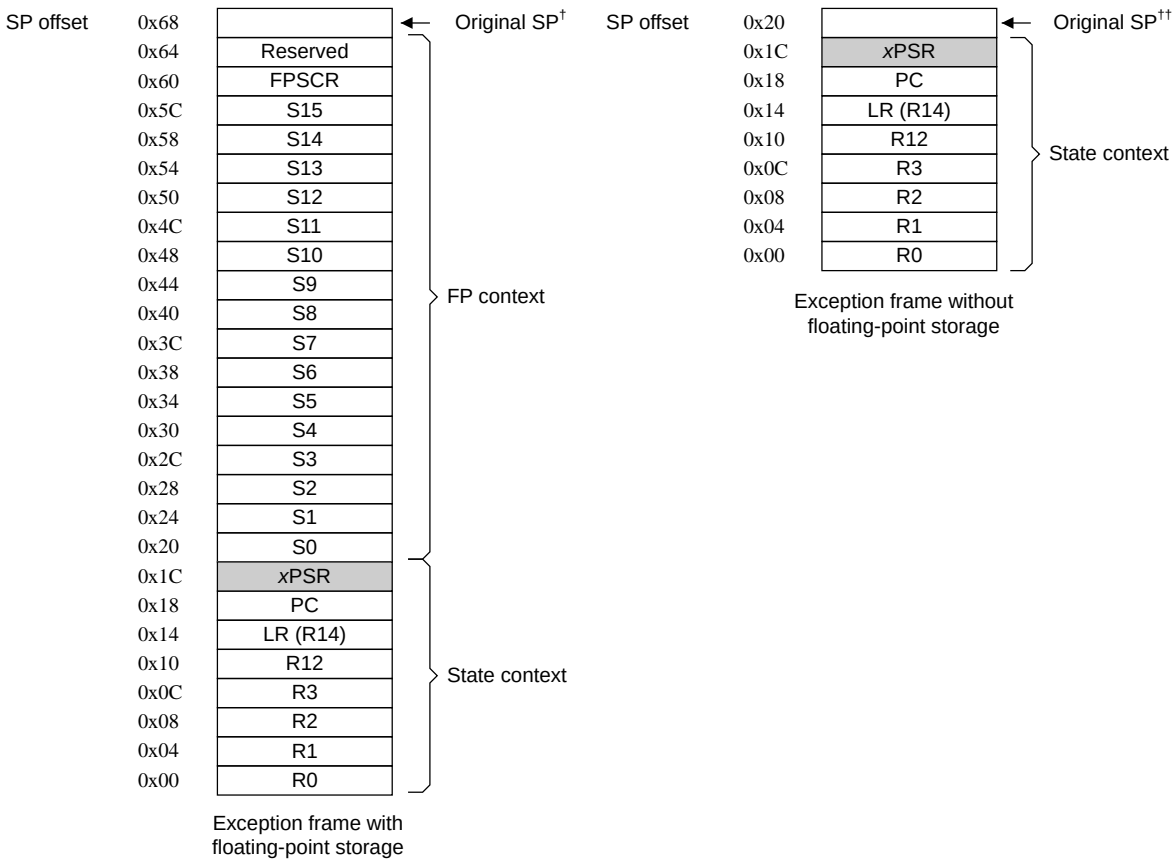 SP offset 0x68 Original SP†
0x64 Reserved
0x60 FPSCR
0x5C S15
0x58 S14
0x54 S13
0x50 S12
0x4C S11
0x48 S10
0x44 S9
FP context
0x40 S8
0x3C S7
0x38 S6
0x34 S5
0x30 S4
0x2C S3
0x28 S2
0x24 S1
0x20 S0
0x1C xPSR
0x18 PC
0x14 LR (R14)
0x10 R12
State context
0x0C R3
0x08 R2
0x04 R1
0x00 R0
Exception frame with
floating-point storage
SP offset 0x20 Original SP††
0x1C xPSR
0x18 PC
0x14 LR (R14)
0x10 R12
State context
0x0C R3
0x08 R2
0x04 R1
0x00 R0
Exception frame without
floating-point storage